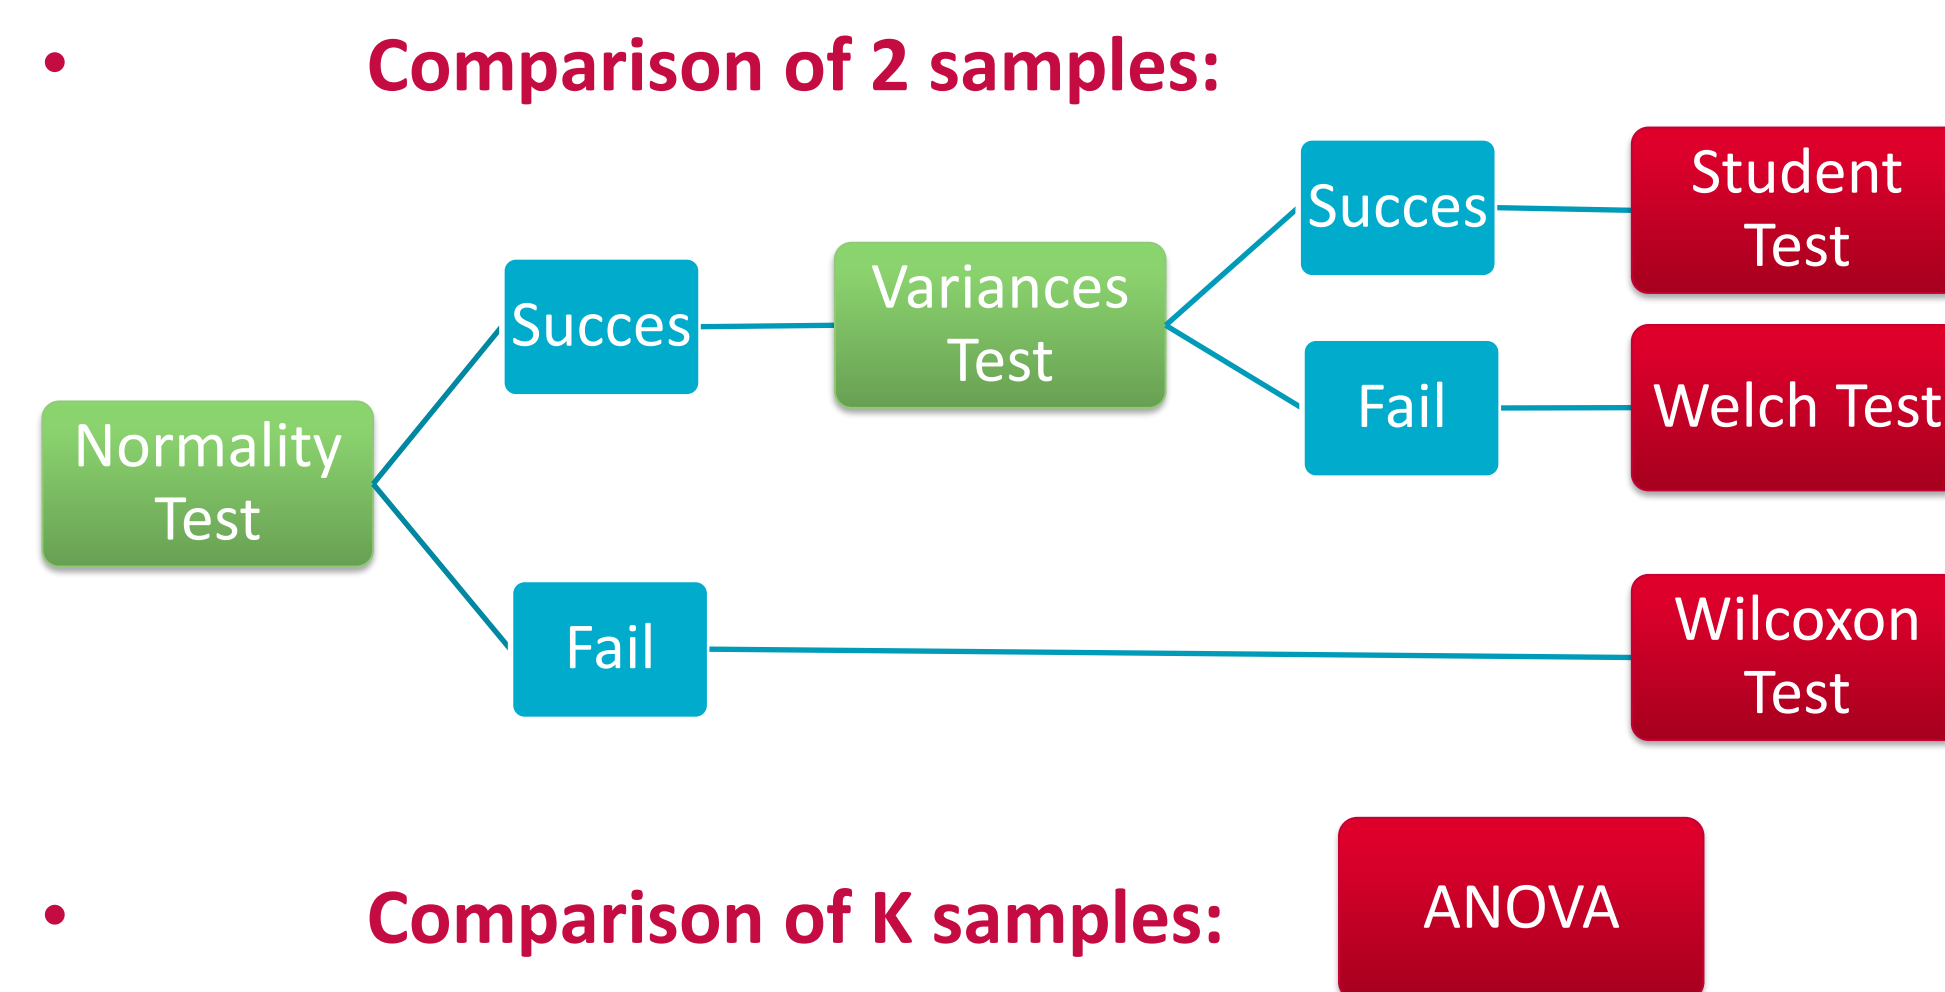 • Comparison of 2 samples:
Normality
Test
Succes
Variances
Test
Succes
Student
Test
Fail
Welch Test
Fail
Wilcoxon
Test
• Comparison of K samples:
ANOVA